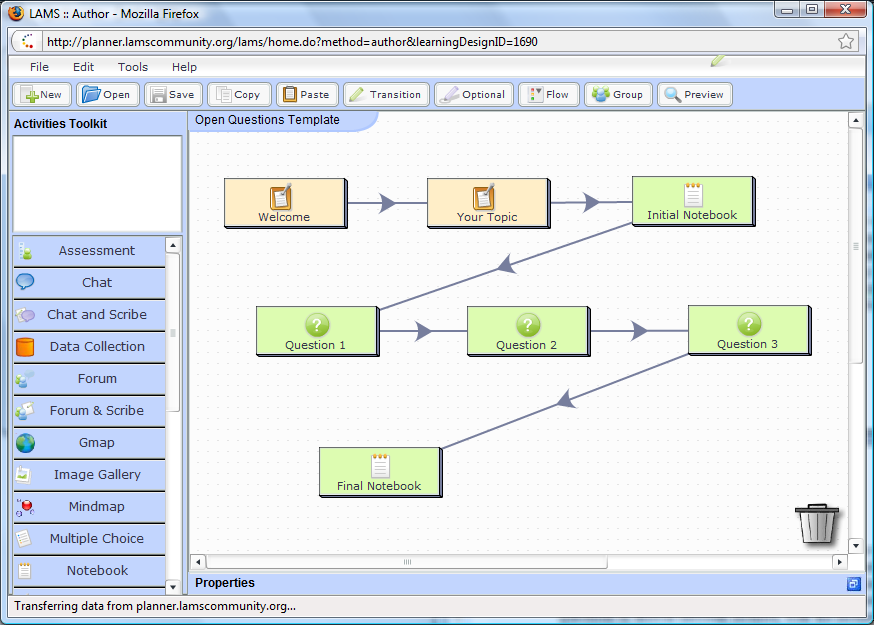 LAMS :: Author - Mozilla Firefox
http://planner.lamscommunity.org/lams/home.do?method=author&learningDesignID=1690
File Edit Tools Help
New Open Save Copy Paste Transition Optional Flow Group Preview
Activities Toolkit
Open Questions Template
Welcome
Your Topic
Initial Notebook
Question 1
Question 2
Question 3
Final Notebook
Assessment
Chat
Chat and Scribe
Data Collection
Forum
Forum & Scribe
Gmap
Image Gallery
Mindmap
Multiple Choice
Notebook
Properties
Transferring data from planner.lamscommunity.org...